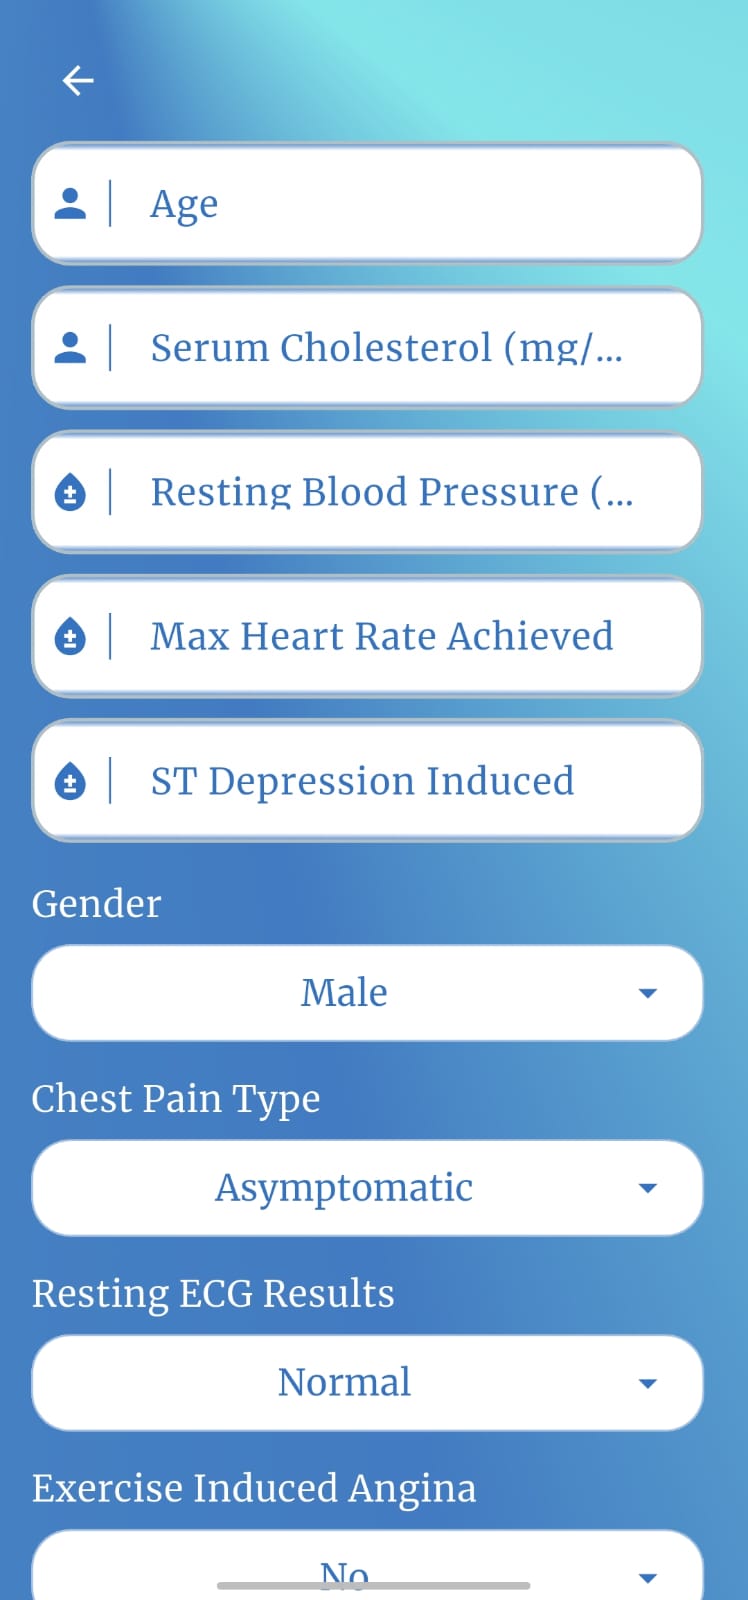 Age
Serum Cholesterol (mg/...
Resting Blood Pressure (...
Max Heart Rate Achieved
ST Depression Induced
Gender
Male
Chest Pain Type
Asymptomatic
Resting ECG Results
Normal
Exercise Induced Angina
No